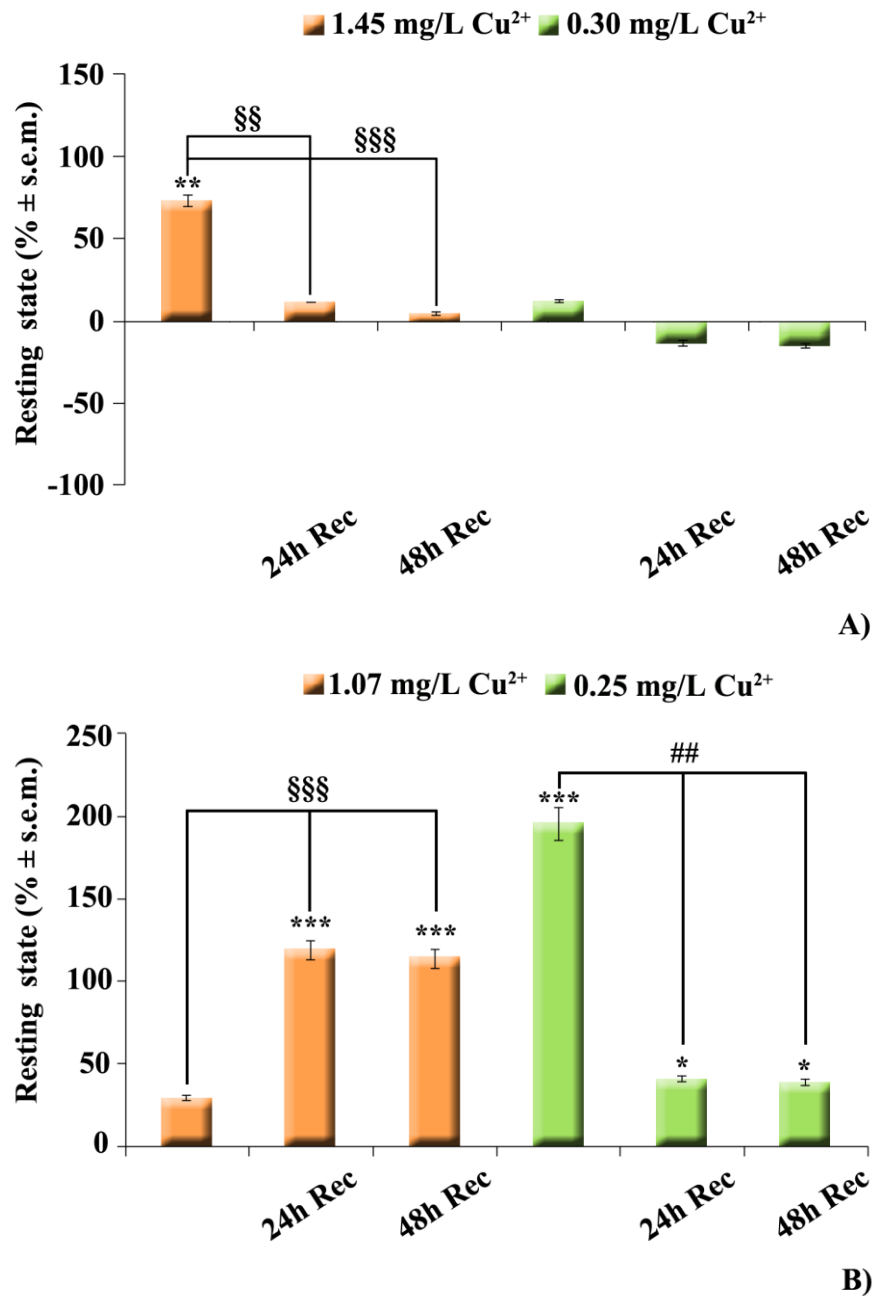 1.45 mg/L Cu²⁺ 0.30 mg/L Cu²⁺
Resting state (% ± s.e.m.)
150
100
50
0
-50
-100
§§
§§§
**
24h Rec
48h Rec
24h Rec
48h Rec
A)
1.07 mg/L Cu²⁺ 0.25 mg/L Cu²⁺
Resting state (% ± s.e.m.)
250
200
150
100
50
0
§§§
***
***
##
***
*
*
24h Rec
48h Rec
24h Rec
48h Rec
B)